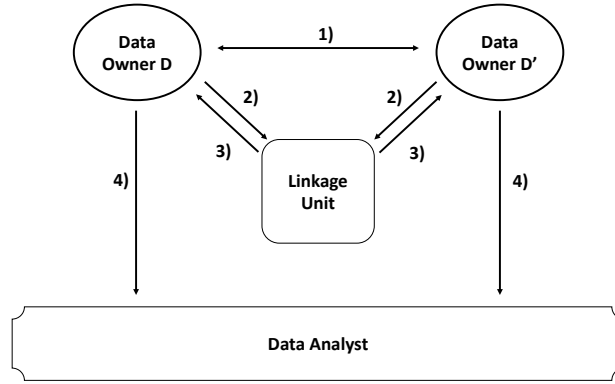 Data
Owner D
1)
Data
Owner D’
2)
2)
3)
3)
Linkage
Unit
4)
4)
Data Analyst